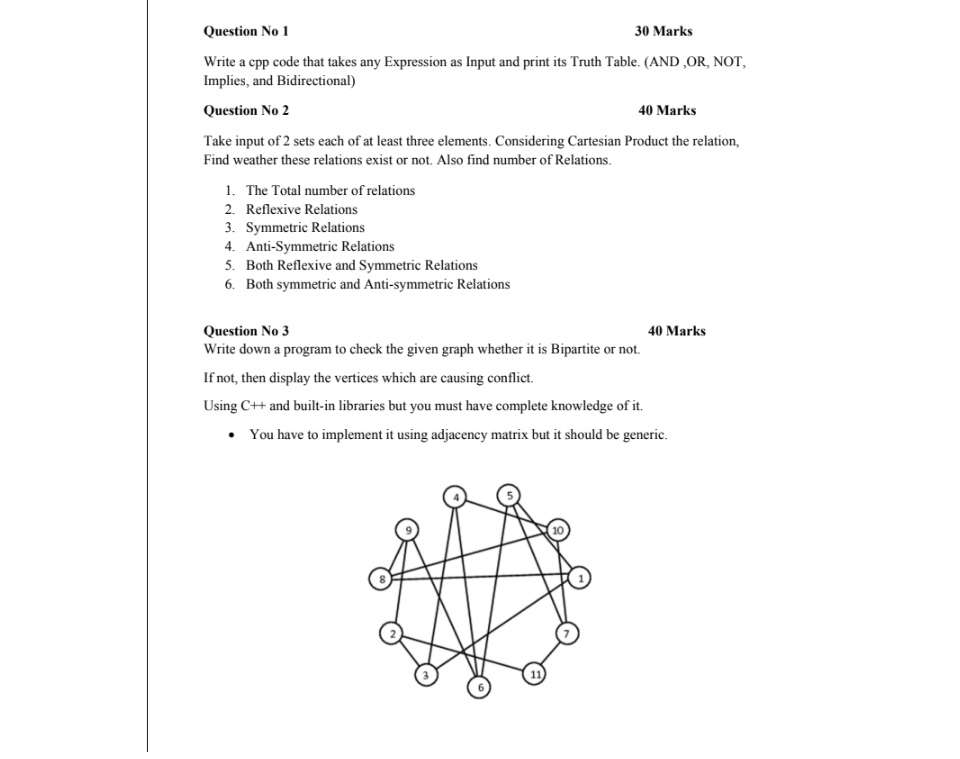 Question No 1 30 Marks
Write a cpp code that takes any Expression as Input and print its Truth Table. (AND ,OR, NOT,
Implies, and Bidirectional)
Question No 2 40 Marks
Take input of 2 sets each of at least three elements. Considering Cartesian Product the relation,
Find weather these relations exist or not. Also find number of Relations.
1. The Total number of relations
2. Reflexive Relations
3. Symmetric Relations
4. Anti-Symmetric Relations
5. Both Reflexive and Symmetric Relations
6. Both symmetric and Anti-symmetric Relations
Question No 3 40 Marks
Write down a program to check the given graph whether it is Bipartite or not.
If not, then display the vertices which are causing conflict.
Using C++ and built-in libraries but you must have complete knowledge of it.
• You have to implement it using adjacency matrix but it should be generic.
4 5
9 10
8 1
2 7
3 11
6